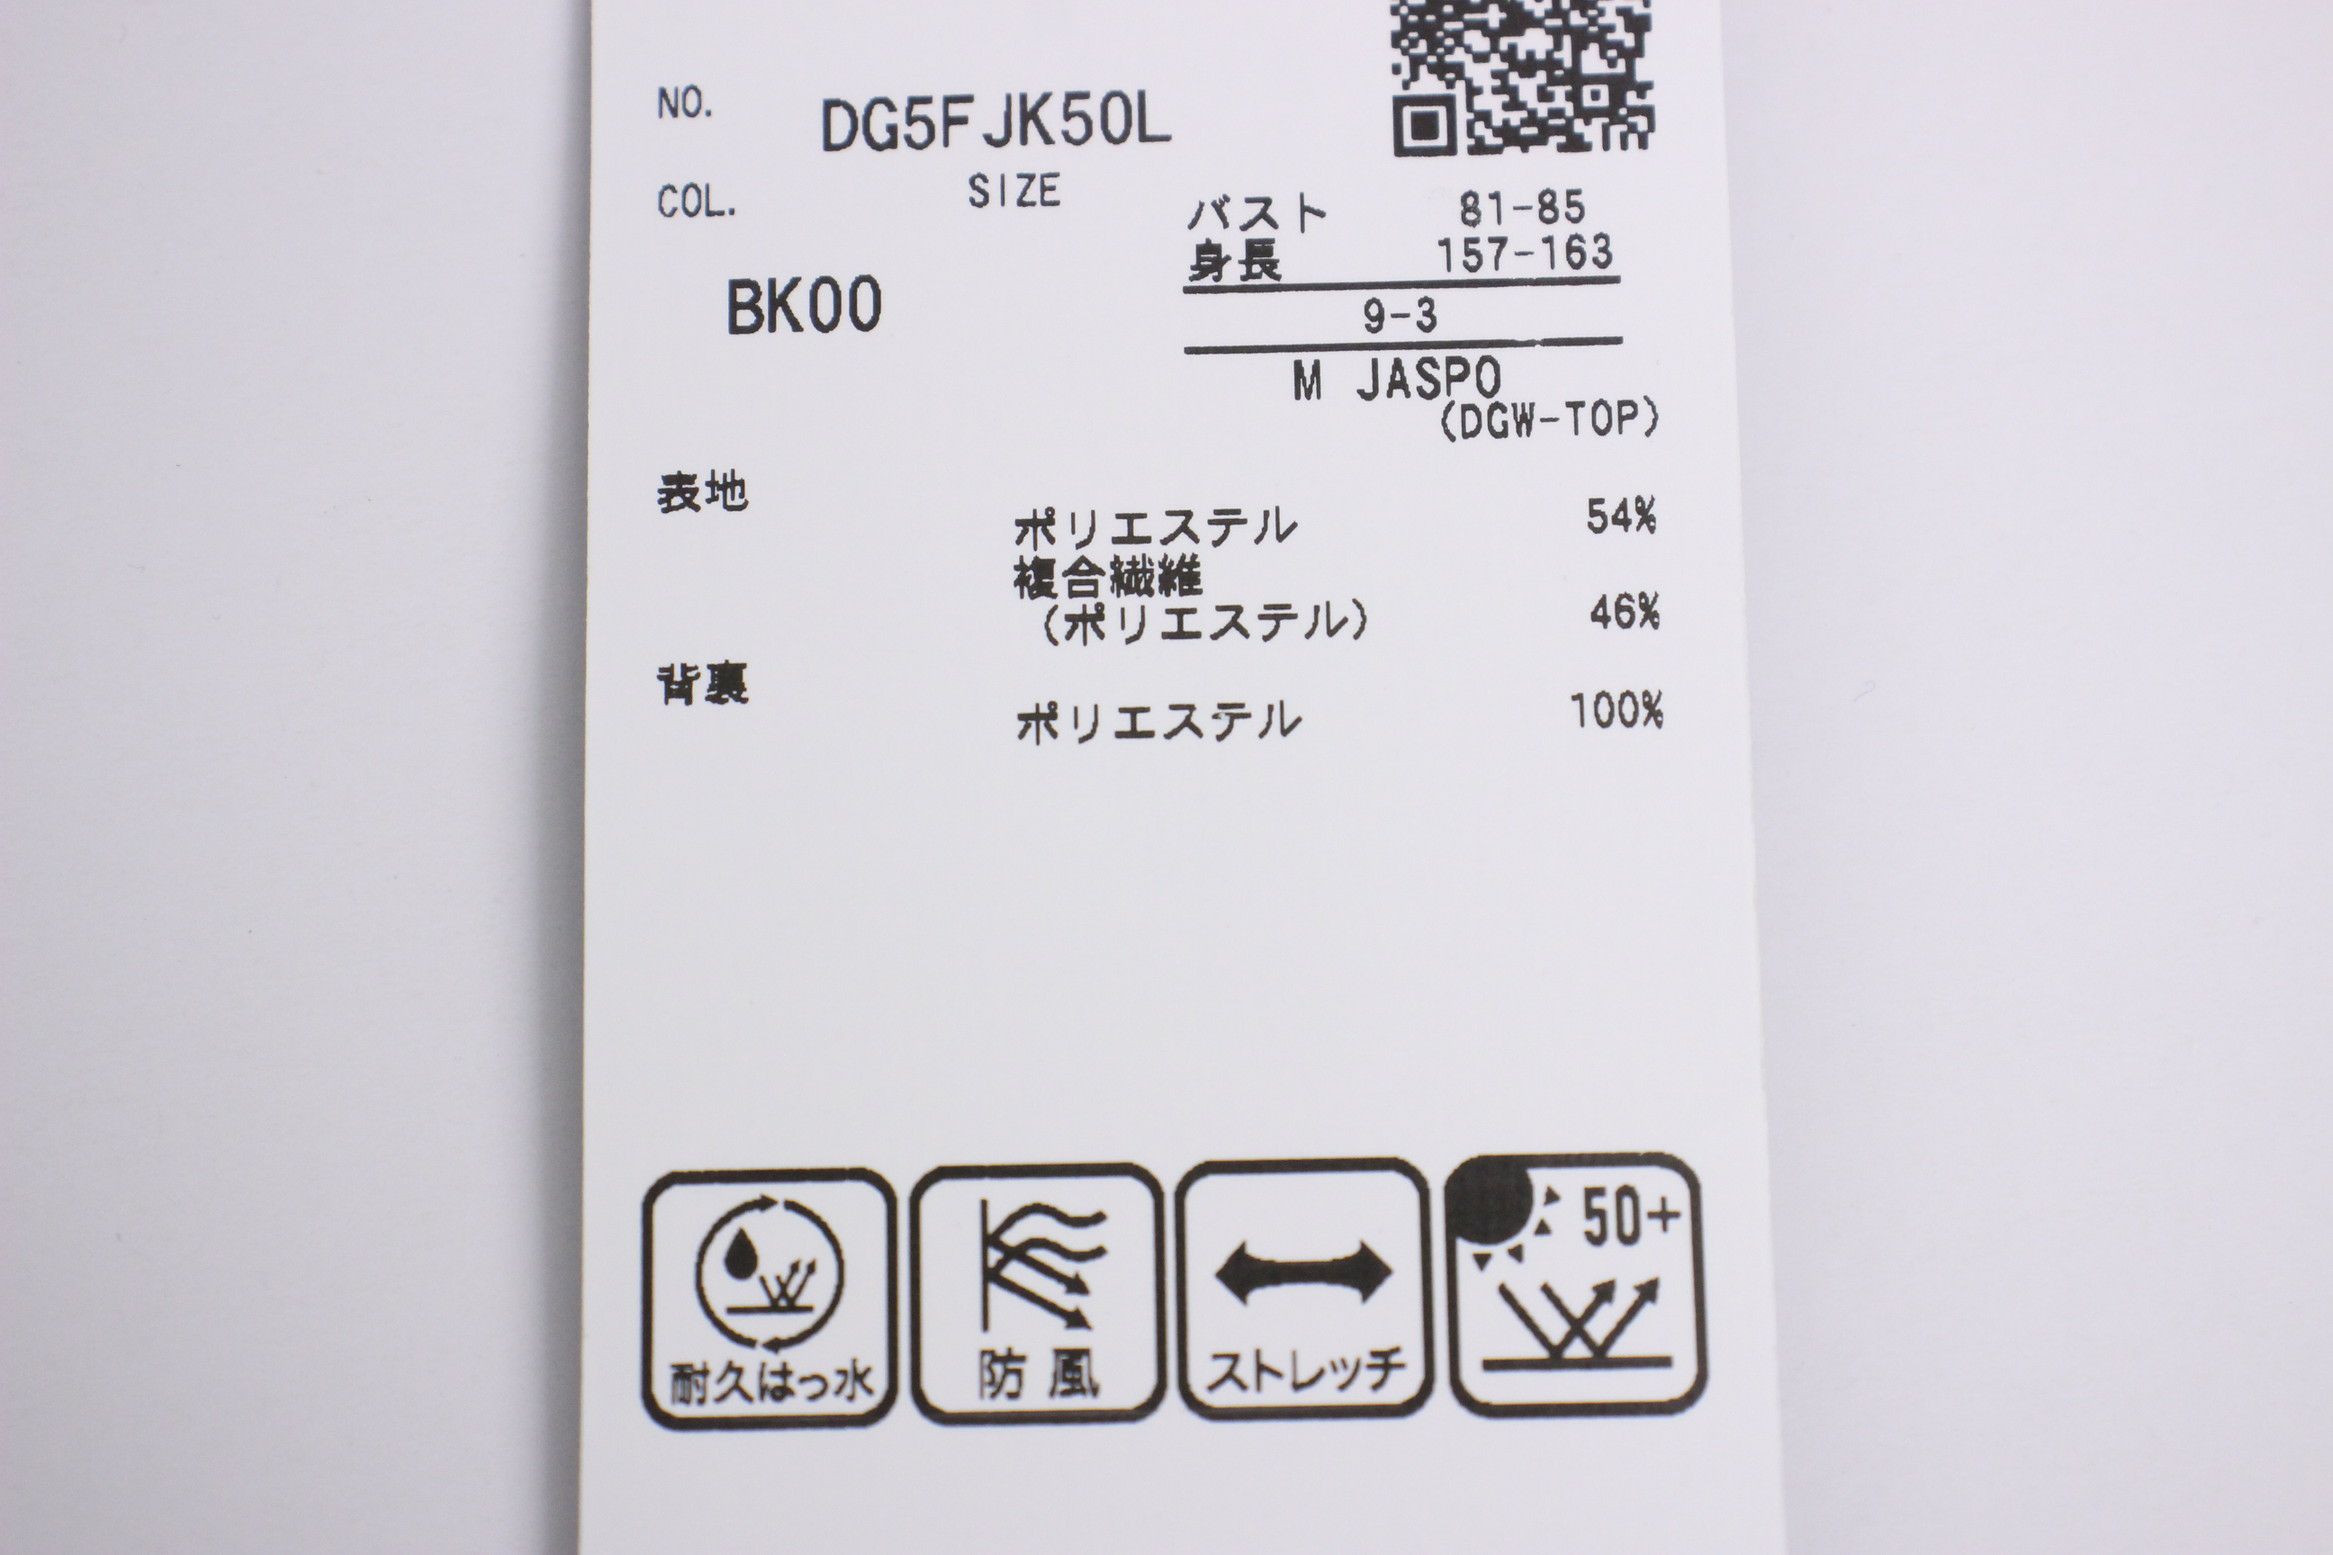 NO. DG5FJK50L
COL. SIZE
バスト 81-85
身長 157-163
BK00
9-3
M JASPO
(DGW-TOP)
表地
ポリエステル 54%
複合繊維
(ポリエステル) 46%
背裏
ポリエステル 100%
耐久はっ水
防風
ストレッチ
50+